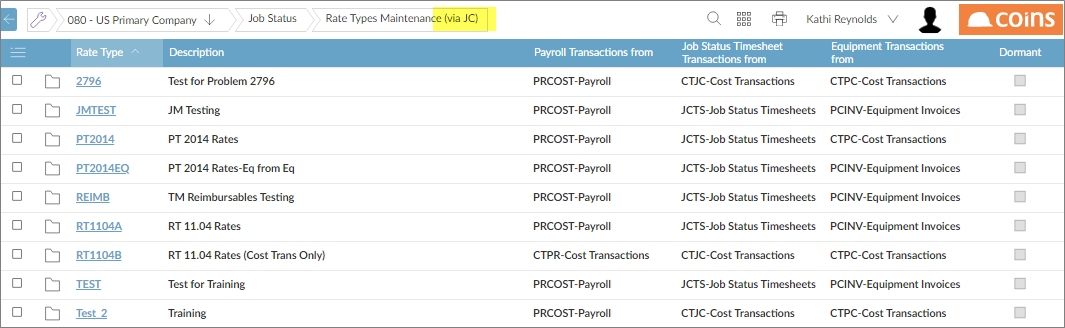 080 - US Primary Company Job Status Rate Types Maintenance (via JC) Kathi Reynolds coins
Rate Type Description Payroll Transactions from Job Status Timesheet Transactions from Equipment Transactions from Dormant
2796 Test for Problem 2796 PRCOST-Payroll CTJC-Cost Transactions CTPC-Cost Transactions
JMTEST JM Testing PRCOST-Payroll JCTS-Job Status Timesheets PCINV-Equipment Invoices
PT2014 PT 2014 Rates PRCOST-Payroll JCTS-Job Status Timesheets CTPC-Cost Transactions
PT2014EQ PT 2014 Rates-Eq from Eq PRCOST-Payroll JCTS-Job Status Timesheets PCINV-Equipment Invoices
REIMB TM Reimbursables Testing PRCOST-Payroll JCTS-Job Status Timesheets PCINV-Equipment Invoices
RT1104A RT 11.04 Rates PRCOST-Payroll JCTS-Job Status Timesheets PCINV-Equipment Invoices
RT1104B RT 11.04 Rates (Cost Trans Only) CTPR-Cost Transactions CTJC-Cost Transactions CTPC-Cost Transactions
TEST Test for Training PRCOST-Payroll JCTS-Job Status Timesheets PCINV-Equipment Invoices
Test_2 Training PRCOST-Payroll CTJC-Cost Transactions CTPC-Cost Transactions